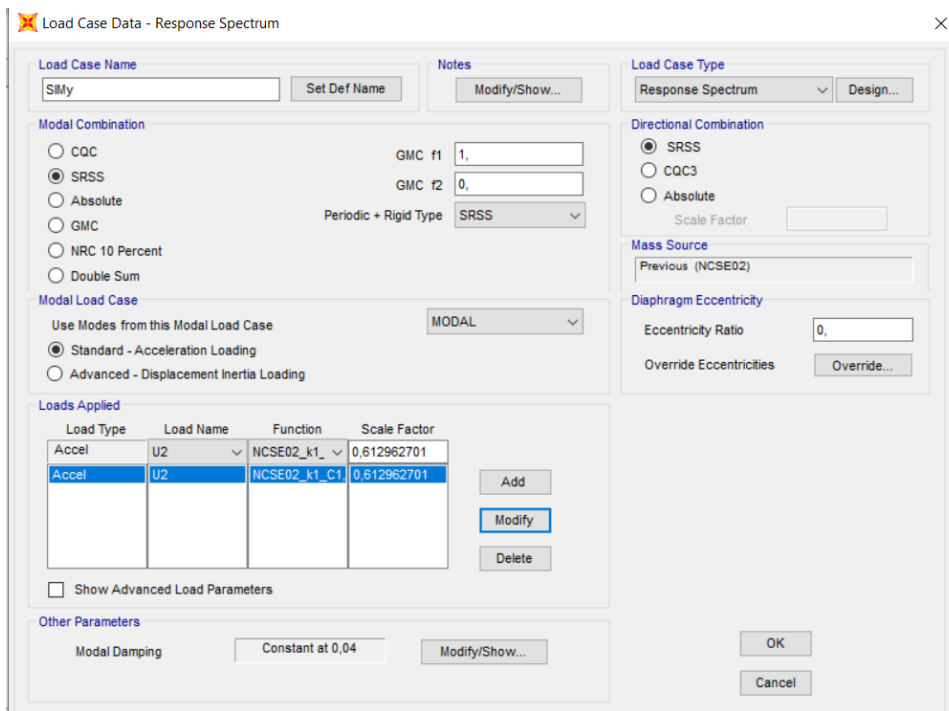 Load Case Data - Response Spectrum
Load Case Name
SIMy
Set Def Name
Notes
Modify/Show...
Load Case Type
Response Spectrum
Design...
Modal Combination
CQC
SRSS
Absolute
GMC
NRC 10 Percent
Double Sum
GMC f1
1,
GMC f2
0,
Periodic + Rigid Type
SRSS
Directional Combination
SRSS
CQC3
Absolute
Scale Factor
Mass Source
Previous (NCSE02)
Modal Load Case
Use Modes from this Modal Load Case
MODAL
Standard - Acceleration Loading
Advanced - Displacement Inertia Loading
Diaphragm Eccentricity
Eccentricity Ratio
0,
Override Eccentricities
Override...
Loads Applied
Load Type Load Name Function Scale Factor
Accel U2 NCSE02_k1_ 0,612962701
Accel U2 NCSE02_k1_C1, 0,612962701
Add
Modify
Delete
Show Advanced Load Parameters
Other Parameters
Modal Damping
Constant at 0,04
Modify/Show...
OK
Cancel